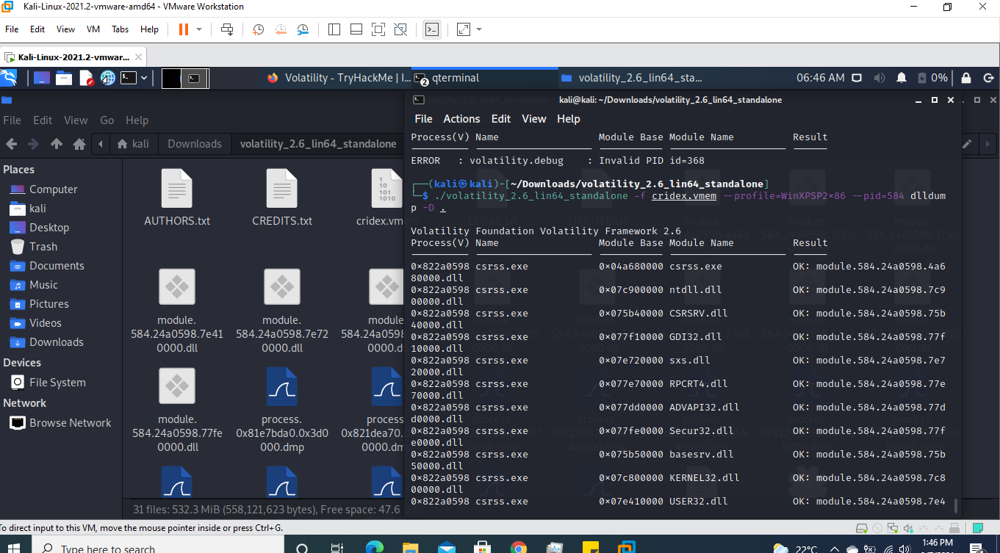 Kali-Linux-2021.2-vmware-amd64 - VMware Workstation
File Edit View VM Tabs Help
Kali-Linux-2021.2-vmwar...
Volatility - TryHackMe | I...
2
qterminal
volatility_2.6_lin64_sta...
06:46 AM
0%
kali@kali: ~/Downloads/volatility_2.6_lin64_standalone
File Edit View Go Help
kali
Downloads
volatility_2.6_lin64_standalone
Places
Computer
kali
Desktop
Trash
Documents
Music
Pictures
Videos
Downloads
Devices
File System
Network
Browse Network
AUTHORS.txt
CREDITS.txt
1
10
101
1010
cridex.vm
module.
584.24a0598.7e41
0000.dll
module.
584.24a0598.7e72
0000.dll
module
584.24a0598
0000.dll
module.
584.24a0598.77fe
0000.dll
process.
0x81e7bda0.0x3d0
000.dmp
process
0x821dea70.
0000.dm
31 files: 532.3 MiB (558,121,623 bytes), Free space: 47.6
File Actions Edit View Help
Process(V) Name Module Base Module Name Result
ERROR : volatility.debug : Invalid PID id=368
┌──(kali㉿kali)-[~/Downloads/volatility_2.6_lin64_standalone]
└─$ ./volatility_2.6_lin64_standalone -f cridex.vmem --profile=WinXPSP2×86 --pid=584 dlldum
p -D .
Volatility Foundation Volatility Framework 2.6
Process(V) Name Module Base Module Name Result
0×822a0598 csrss.exe 0×04a680000 csrss.exe OK: module.584.24a0598.4a6
80000.dll
0×822a0598 csrss.exe 0×07c900000 ntdll.dll OK: module.584.24a0598.7c9
00000.dll
0×822a0598 csrss.exe 0×075b40000 CSRSRV.dll OK: module.584.24a0598.75b
40000.dll
0×822a0598 csrss.exe 0×077f10000 GDI32.dll OK: module.584.24a0598.77f
10000.dll
0×822a0598 csrss.exe 0×07e720000 sxs.dll OK: module.584.24a0598.7e7
20000.dll
0×822a0598 csrss.exe 0×077e70000 RPCRT4.dll OK: module.584.24a0598.77e
70000.dll
0×822a0598 csrss.exe 0×077dd0000 ADVAPI32.dll OK: module.584.24a0598.77d
d0000.dll
0×822a0598 csrss.exe 0×077fe0000 Secur32.dll OK: module.584.24a0598.77f
e0000.dll
0×822a0598 csrss.exe 0×075b50000 basesrv.dll OK: module.584.24a0598.75b
50000.dll
0×822a0598 csrss.exe 0×07c800000 KERNEL32.dll OK: module.584.24a0598.7c8
00000.dll
0×822a0598 csrss.exe 0×07e410000 USER32.dll OK: module.584.24a0598.7e4
To direct input to this VM, move the mouse pointer inside or press Ctrl+G.
Type here to search
22°C
1:46 PM